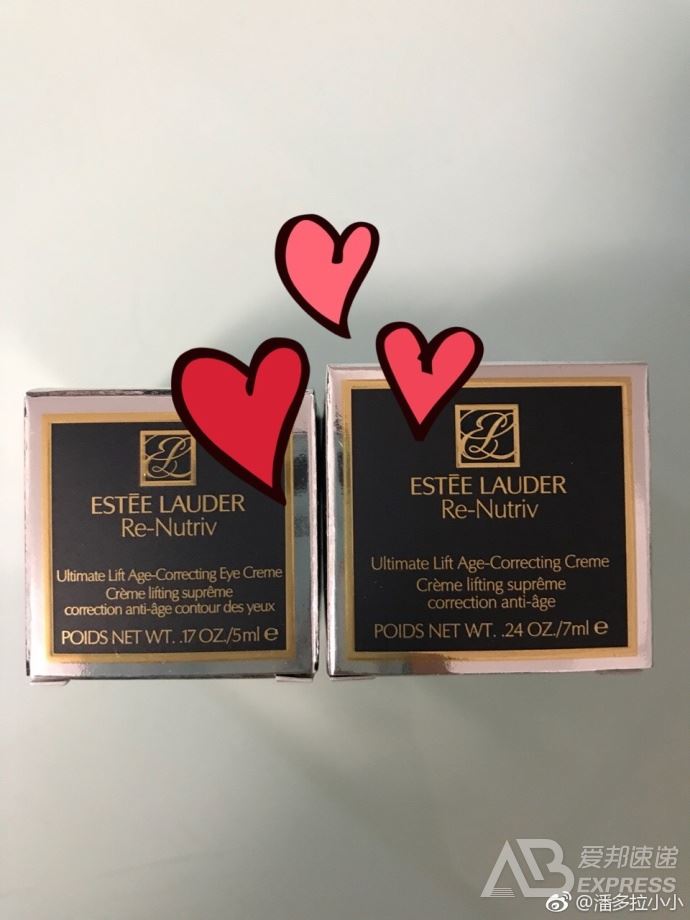 ESTĒE LAUDER
Re-Nutriv
Ultimate Lift Age-Correcting Eye Creme
Crème lifting suprême
correction anti-âge contour des yeux
POIDS NET WT. .17 OZ./5ml e
ESTĒE LAUDER
Re-Nutriv
Ultimate Lift Age-Correcting Creme
Crème lifting suprême
correction anti-âge
POIDS NET WT. .24 OZ./7ml e
AB 爱邦速递
EXPRESS
@潘多拉小小